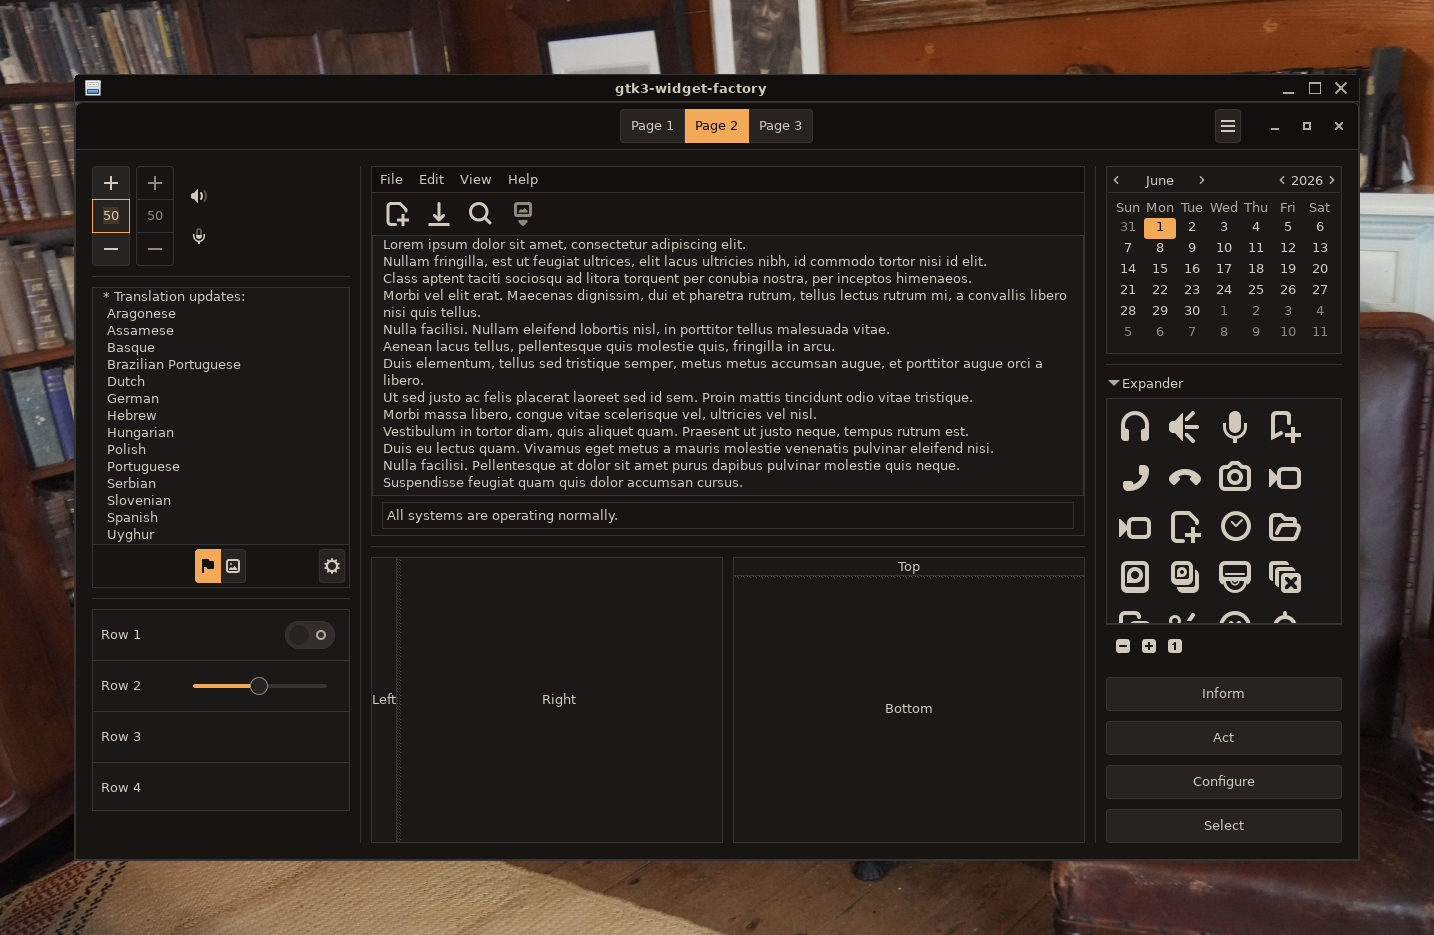 gtk3-widget-factory
Page 1 Page 2 Page 3
50 50
* Translation updates:
Aragonese
Assamese
Basque
Brazilian Portuguese
Dutch
German
Hebrew
Hungarian
Polish
Portuguese
Serbian
Slovenian
Spanish
Uyghur
Row 1
Row 2
Row 3
Row 4
File Edit View Help
Lorem ipsum dolor sit amet, consectetur adipiscing elit.
Nullam fringilla, est ut feugiat ultrices, elit lacus ultricies nibh, id commodo tortor nisi id elit.
Class aptent taciti sociosqu ad litora torquent per conubia nostra, per inceptos himenaeos.
Morbi vel elit erat. Maecenas dignissim, dui et pharetra rutrum, tellus lectus rutrum mi, a convallis libero
nisi quis tellus.
Nulla facilisi. Nullam eleifend lobortis nisl, in porttitor tellus malesuada vitae.
Aenean lacus tellus, pellentesque quis molestie quis, fringilla in arcu.
Duis elementum, tellus sed tristique semper, metus metus accumsan augue, et porttitor augue orci a
libero.
Ut sed justo ac felis placerat laoreet sed id sem. Proin mattis tincidunt odio vitae tristique.
Morbi massa libero, congue vitae scelerisque vel, ultricies vel nisl.
Vestibulum in tortor diam, quis aliquet quam. Praesent ut justo neque, tempus rutrum est.
Duis eu lectus quam. Vivamus eget metus a mauris molestie venenatis pulvinar eleifend nisi.
Nulla facilisi. Pellentesque at dolor sit amet purus dapibus pulvinar molestie quis neque.
Suspendisse feugiat quam quis dolor accumsan cursus.
All systems are operating normally.
Left
Right
Top
Bottom
June 2026
Sun Mon Tue Wed Thu Fri Sat
31 1 2 3 4 5 6
7 8 9 10 11 12 13
14 15 16 17 18 19 20
21 22 23 24 25 26 27
28 29 30 1 2 3 4
5 6 7 8 9 10 11
Expander
1
Inform
Act
Configure
Select